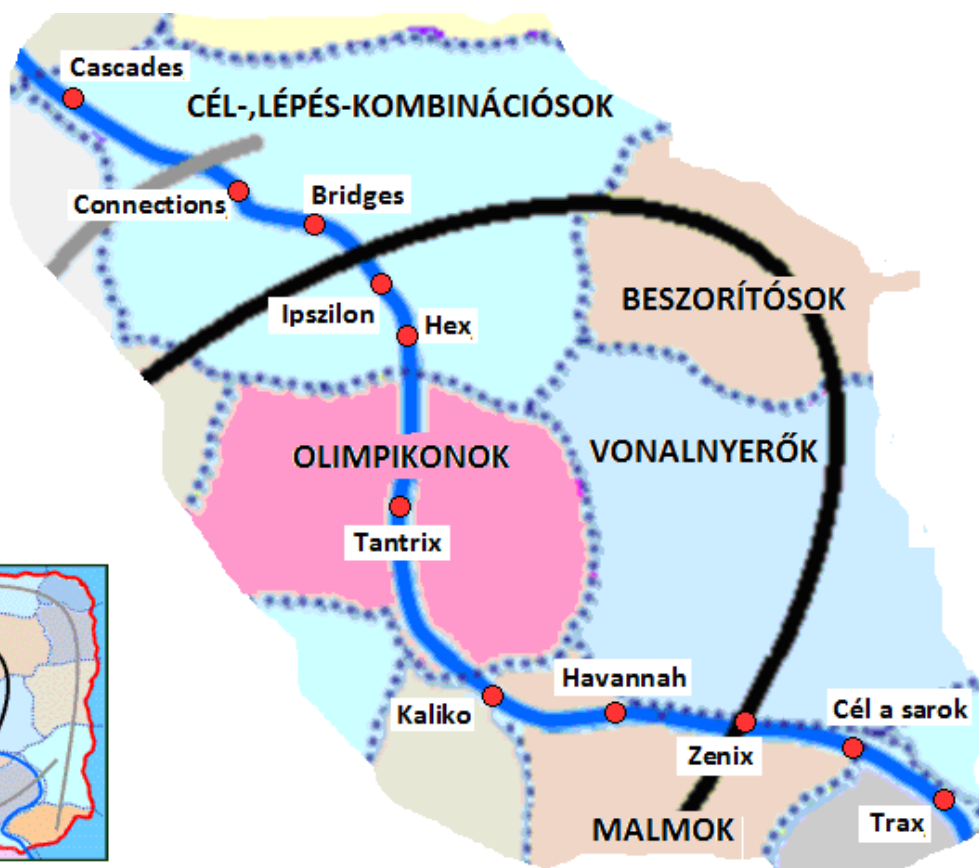 Cascades
CÉL-,LÉPÉS-KOMBINÁCIÓSOK
Connections
Bridges
BESZORÍTÓSOK
Ipszilon
Hex
OLIMPIKONOK
VONALNYERŐK
Tantrix
Havannah
Kaliko
Cél a sarok
Zenix
MALMOK
Trax